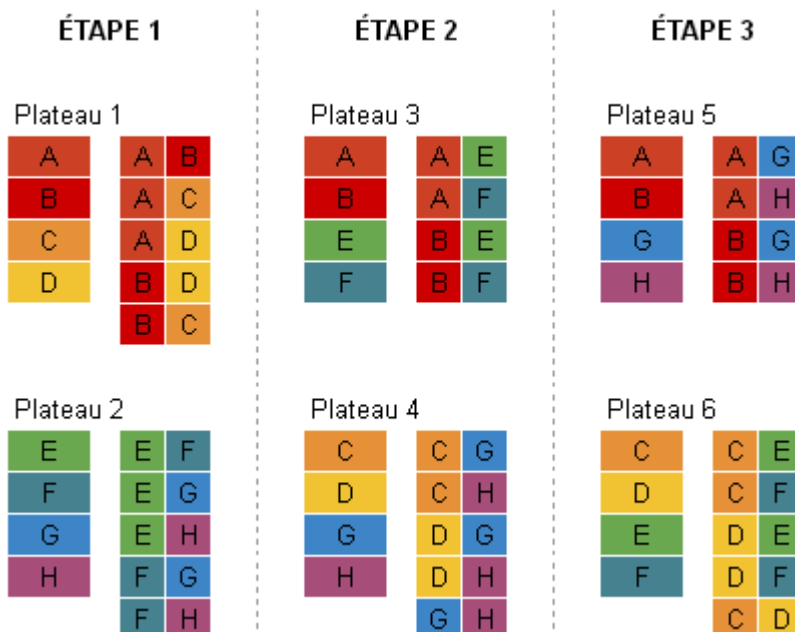 ÉTAPE 1 ÉTAPE 2 ÉTAPE 3
Plateau 1 Plateau 3 Plateau 5
A A B A A E A A G
B A C B A F B A H
C A D E B E G B G
D B D F B F H B H
B C
Plateau 2 Plateau 4 Plateau 6
E E F C C G C C E
F E G D C H D C F
G E H G D G E D E
H F G H D H F D F
F H G H C D